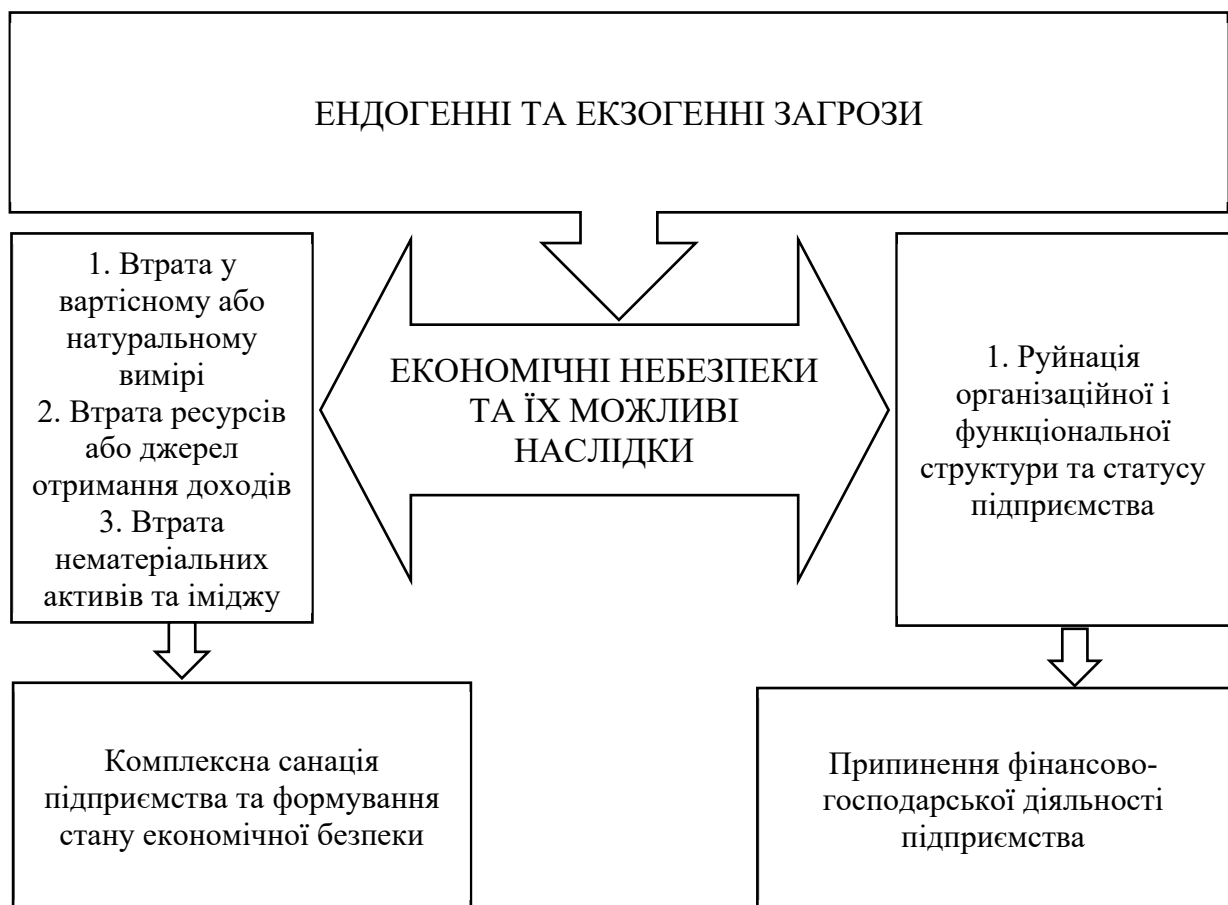 ЕНДОГЕННІ ТА ЕКЗОГЕННІ ЗАГРОЗИ
1. Втрата у
вартісному або
натуральному
вимірі
2. Втрата ресурсів
або джерел
отримання доходів
3. Втрата
нематеріальних
активів та іміджу
ЕКОНОМІЧНІ НЕБЕЗПЕКИ
ТА ЇХ МОЖЛИВІ
НАСЛІДКИ
1. Руйнація
організаційної і
функціональної
структури та статусу
підприємства
Комплексна санація
підприємства та формування
стану економічної безпеки
Припинення фінансово-
господарської діяльності
підприємства